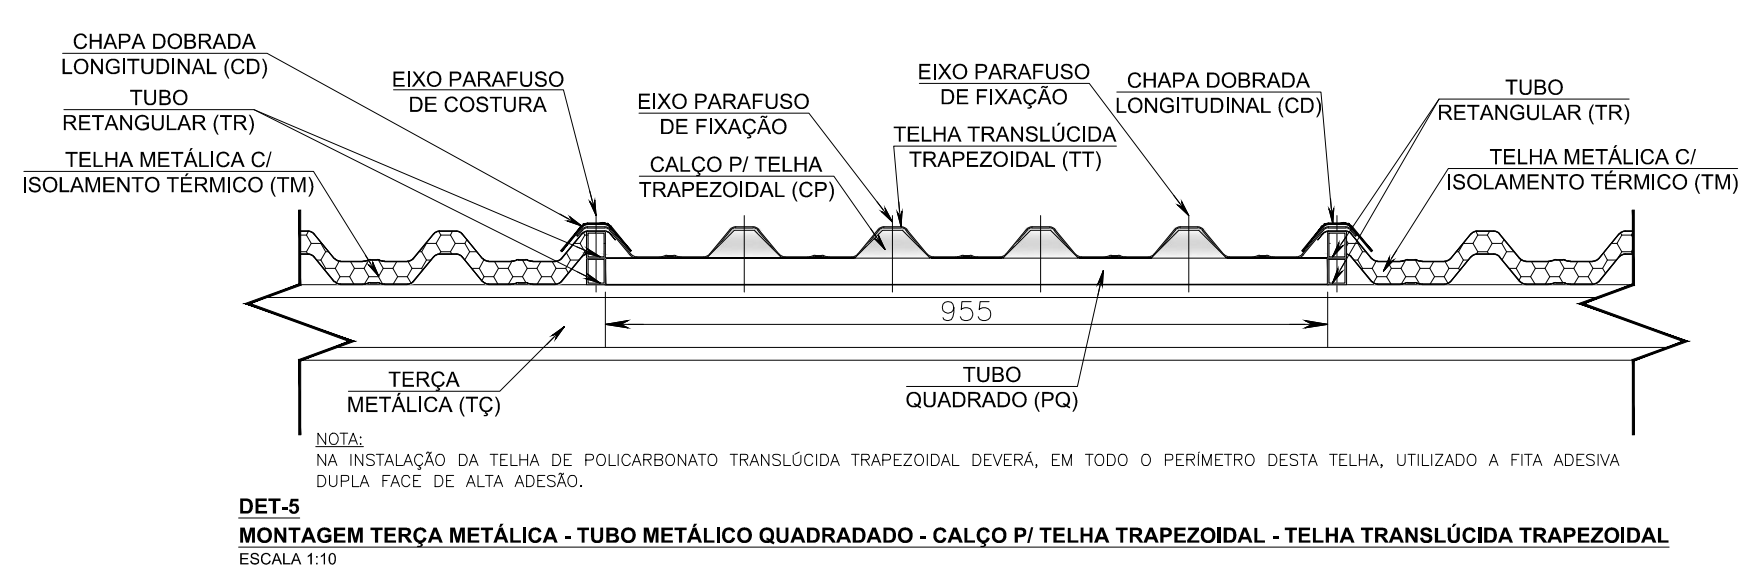 CHAPA DOBRADA
LONGITUDINAL (CD)
TUBO
RETANGULAR (TR)
TELHA METÁLICA C/
ISOLAMENTO TÉRMICO (TM)
EIXO PARAFUSO
DE COSTURA
EIXO PARAFUSO
DE FIXAÇÃO
CALÇO P/ TELHA
TRAPEZOIDAL (CP)
EIXO PARAFUSO
DE FIXAÇÃO
TELHA TRANSLÚCIDA
TRAPEZOIDAL (TT)
CHAPA DOBRADA
LONGITUDINAL (CD)
TUBO
RETANGULAR (TR)
TELHA METÁLICA C/
ISOLAMENTO TÉRMICO (TM)
955
TERÇA
METÁLICA (TÇ)
TUBO
QUADRADO (PQ)
NOTA:
NA INSTALAÇÃO DA TELHA DE POLICARBONATO TRANSLÚCIDA TRAPEZOIDAL DEVERÁ, EM TODO O PERÍMETRO DESTA TELHA, UTILIZADO A FITA ADESIVA
DUPLA FACE DE ALTA ADESÃO.
DET-5
MONTAGEM TERÇA METÁLICA - TUBO METÁLICO QUADRADADO - CALÇO P/ TELHA TRAPEZOIDAL - TELHA TRANSLÚCIDA TRAPEZOIDAL
ESCALA 1:10